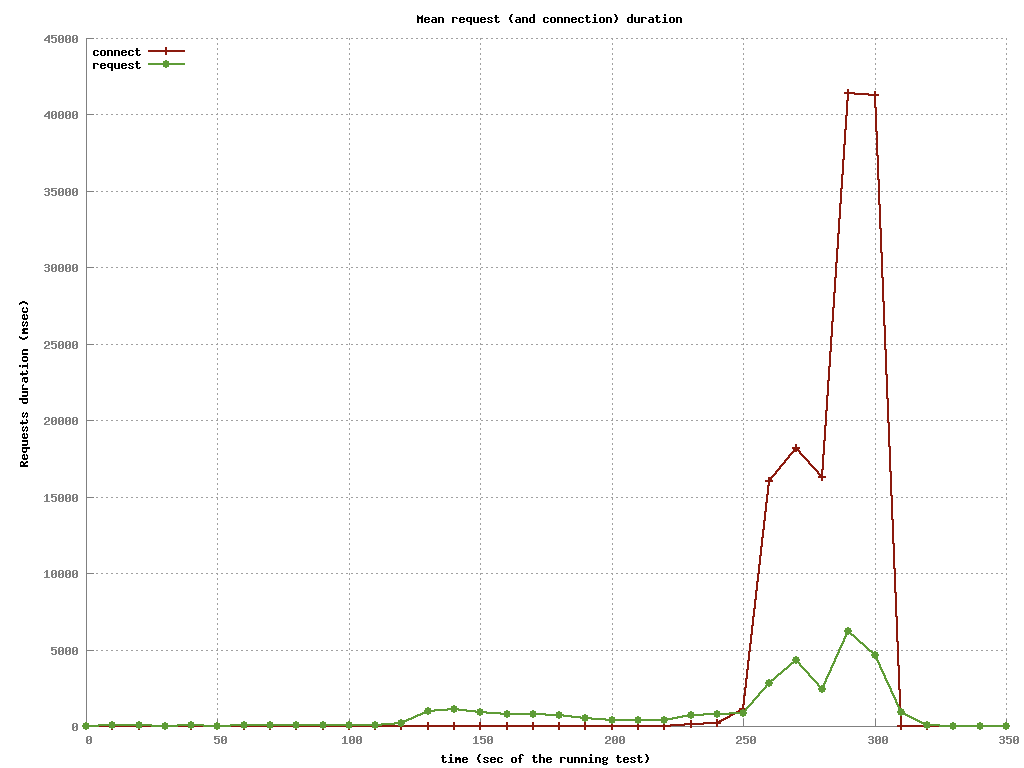 Mean request (and connection) duration
45000
40000
35000
30000
25000
20000
15000
10000
5000
0
connect
request
Requests duration (msec)
0 50 100 150 200 250 300 350
time (sec of the running test)